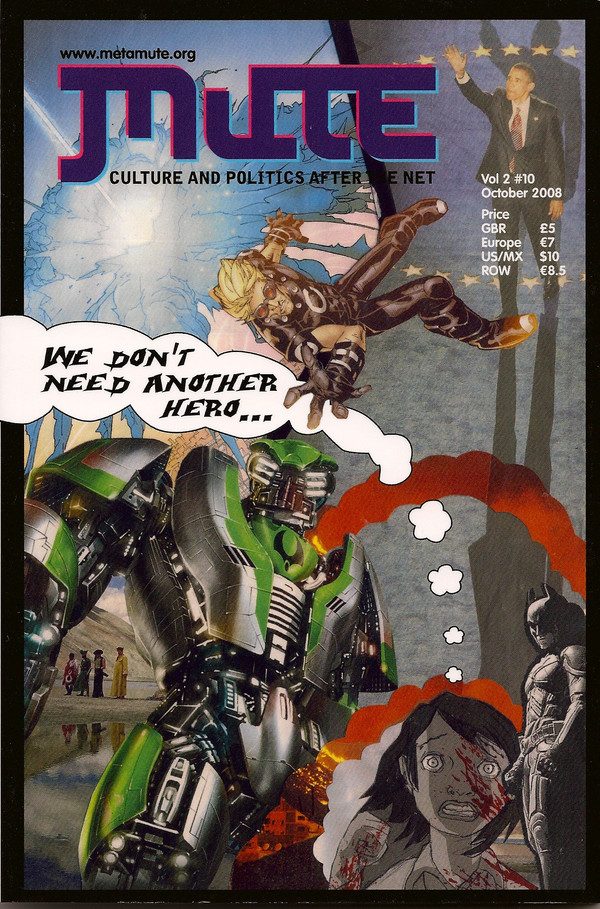 www.metamute.org
MUTE
CULTURE AND POLITICS AFTER THE NET
Vol 2 #10
October 2008
Price
GBR £5
Europe €7
US/MX $10
ROW €8.5
WE DON'T
NEED ANOTHER
HERO...